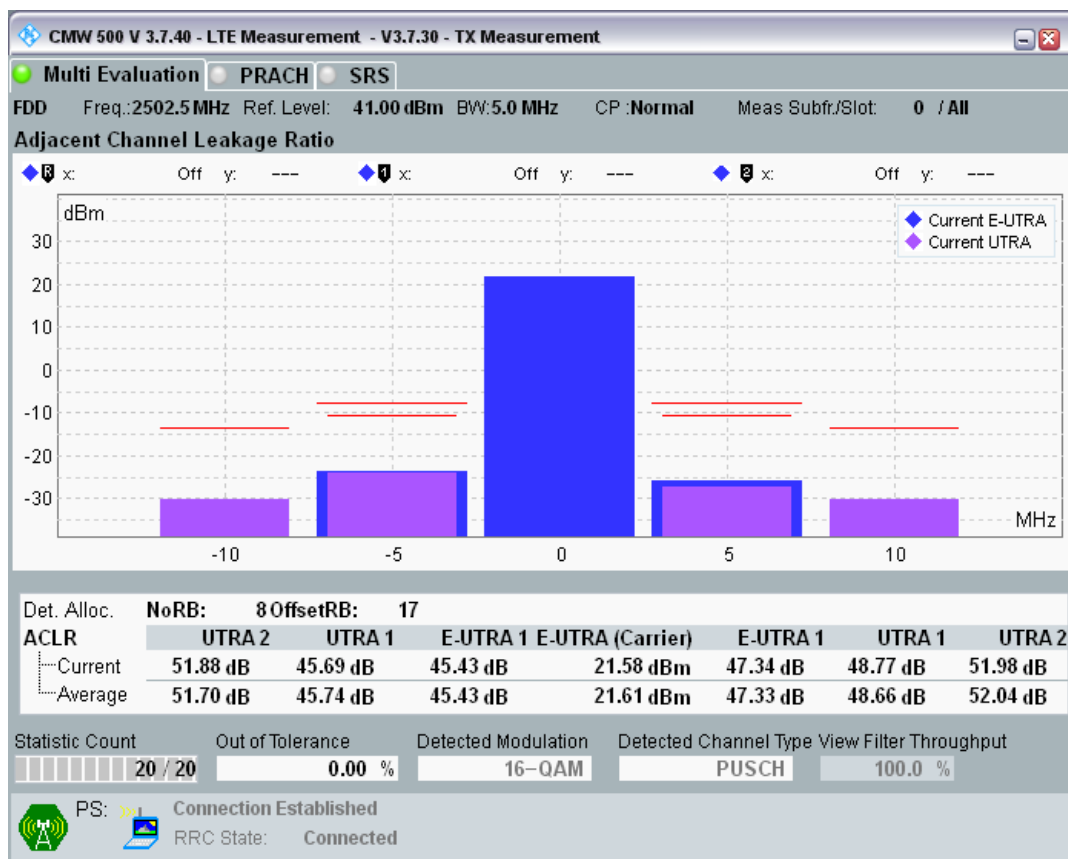 CMW 500 V 3.7.40 - LTE Measurement - V3.7.30 - TX Measurement
Multi Evaluation PRACH SRS
FDD Freq.:2502.5 MHz Ref. Level: 41.00 dBm BW:5.0 MHz CP :Normal Meas Subfr./Slot: 0 / All
Adjacent Channel Leakage Ratio
R x: Off y: --- 1 x: Off y: --- 2 x: Off y: ---
dBm
Current E-UTRA
Current UTRA
30
20
10
0
-10
-20
-30
MHz
-10 -5 0 5 10
Det. Alloc. NoRB: 8 OffsetRB: 17
ACLR UTRA 2 UTRA 1 E-UTRA 1 E-UTRA (Carrier) E-UTRA 1 UTRA 1 UTRA 2
Current 51.88 dB 45.69 dB 45.43 dB 21.58 dBm 47.34 dB 48.77 dB 51.98 dB
Average 51.70 dB 45.74 dB 45.43 dB 21.61 dBm 47.33 dB 48.66 dB 52.04 dB
Statistic Count Out of Tolerance Detected Modulation Detected Channel Type View Filter Throughput
20 / 20 0.00 % 16-QAM PUSCH 100.0 %
PS: Connection Established
RRC State: Connected